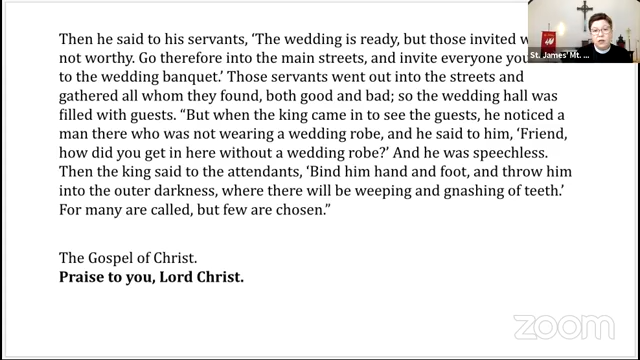 Then he said to his servants, ‘The wedding is ready, but those invited
not worthy. Go therefore into the main streets, and invite everyone
to the wedding banquet.’ Those servants went out into the streets and
gathered all whom they found, both good and bad; so the wedding hall was
filled with guests. “But when the king came in to see the guests, he noticed a
man there who was not wearing a wedding robe, and he said to him, ‘Friend,
how did you get in here without a wedding robe?’ And he was speechless.
Then the king said to the attendants, ‘Bind him hand and foot, and throw him
into the outer darkness, where there will be weeping and gnashing of teeth.’
For many are called, but few are chosen.”
The Gospel of Christ.
Praise to you, Lord Christ.
St. James' Mt. ...
zoom